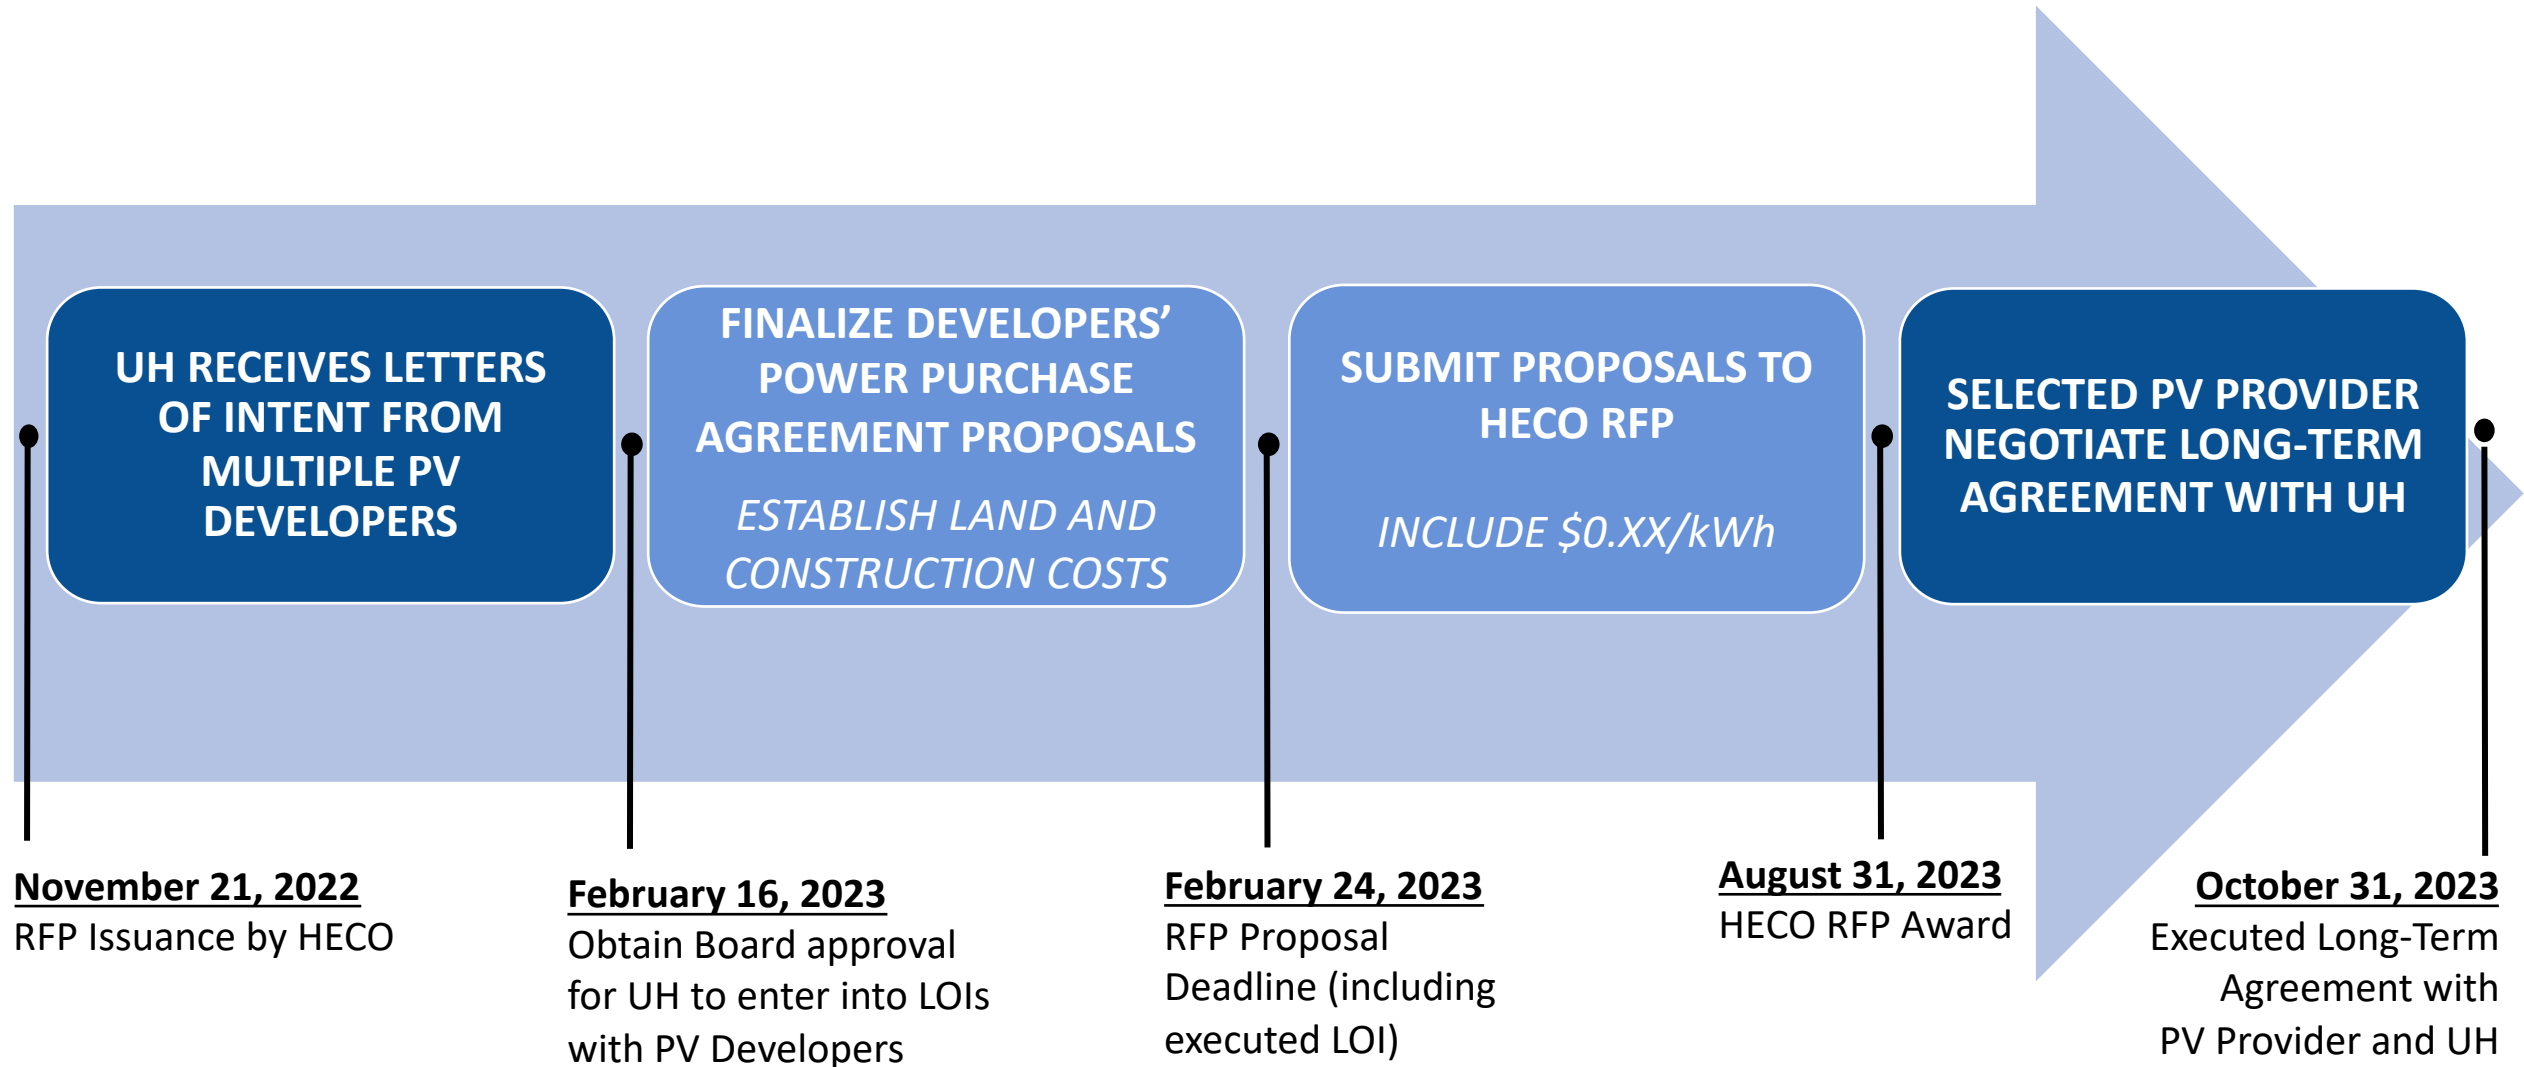 UH RECEIVES LETTERS
OF INTENT FROM
MULTIPLE PV
DEVELOPERS
FINALIZE DEVELOPERS’
POWER PURCHASE
AGREEMENT PROPOSALS
ESTABLISH LAND AND
CONSTRUCTION COSTS
SUBMIT PROPOSALS TO
HECO RFP
INCLUDE $0.XX/kWh
SELECTED PV PROVIDER
NEGOTIATE LONG-TERM
AGREEMENT WITH UH
November 21, 2022
RFP Issuance by HECO
February 16, 2023
Obtain Board approval
for UH to enter into LOIs
with PV Developers
February 24, 2023
RFP Proposal
Deadline (including
executed LOI)
August 31, 2023
HECO RFP Award
October 31, 2023
Executed Long-Term
Agreement with
PV Provider and UH